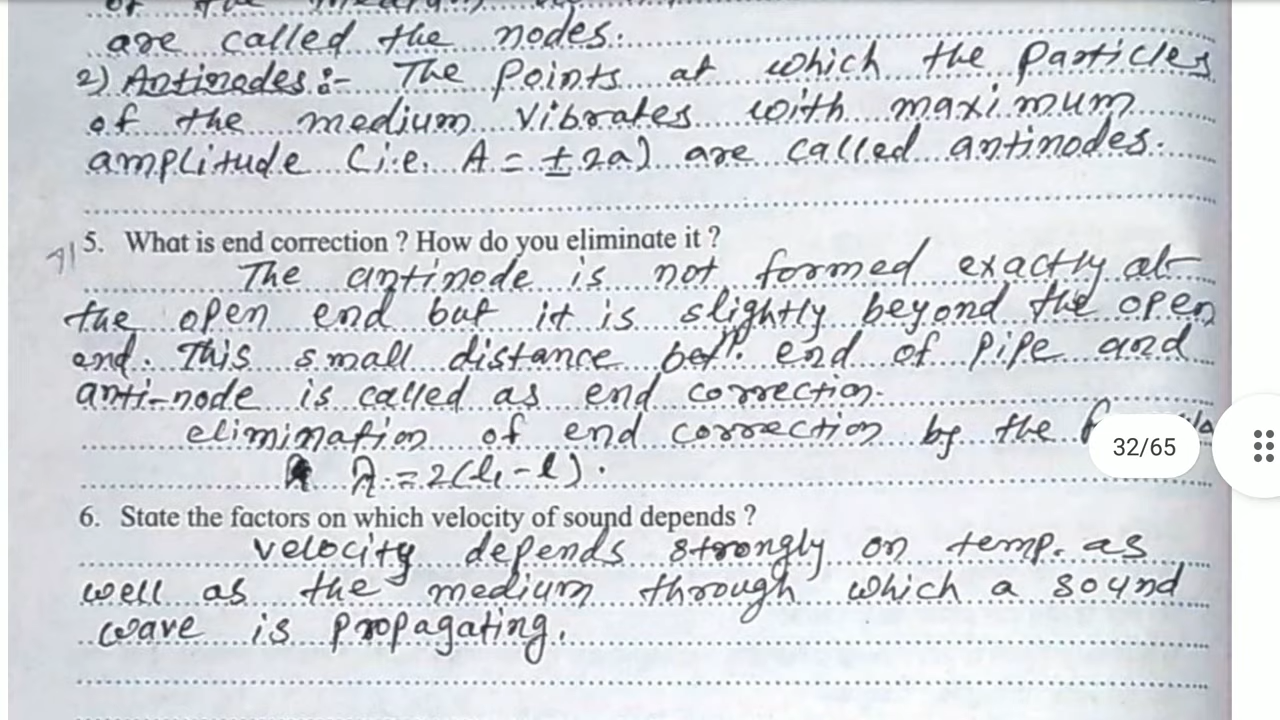 of the medium
are called the nodes.
2) Antinodes:- The Points at which the Particles
of the medium vibrates with maximum
amplitude (i.e. A = ± 2a) are called antinodes.
5. What is end correction ? How do you eliminate it ?
The antinode is not formed exactly at
the open end but it is slightly beyond the open
end. This small distance betn. end of pipe and
anti-node is called as end correction.
elimination of end correction by the
λ = 2(l₁ - l).
32/65
6. State the factors on which velocity of sound depends ?
velocity depends strongly on temp. as
well as the medium through which a sound
wave is propagating.